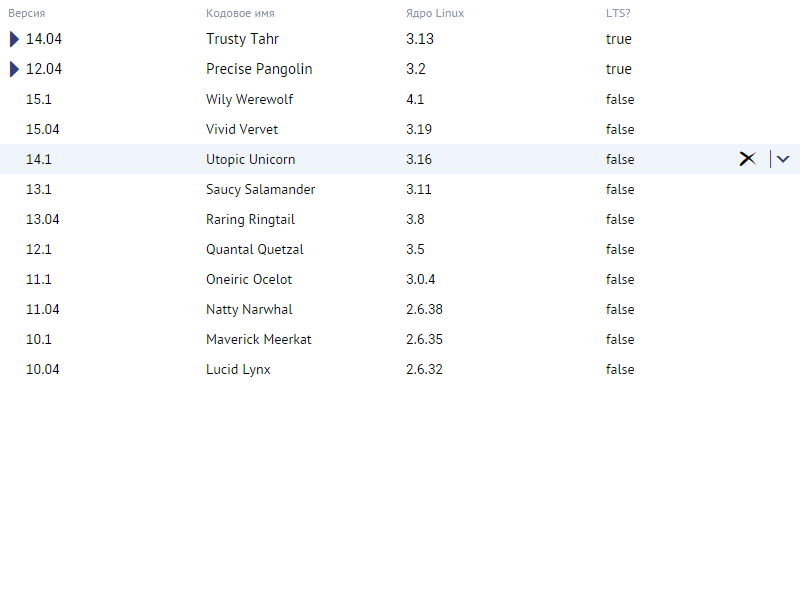 Версия Кодовое имя Ядро Linux LTS?
14.04 Trusty Tahr 3.13 true
12.04 Precise Pangolin 3.2 true
15.1 Wily Werewolf 4.1 false
15.04 Vivid Vervet 3.19 false
14.1 Utopic Unicorn 3.16 false
13.1 Saucy Salamander 3.11 false
13.04 Raring Ringtail 3.8 false
12.1 Quantal Quetzal 3.5 false
11.1 Oneiric Ocelot 3.0.4 false
11.04 Natty Narwhal 2.6.38 false
10.1 Maverick Meerkat 2.6.35 false
10.04 Lucid Lynx 2.6.32 false